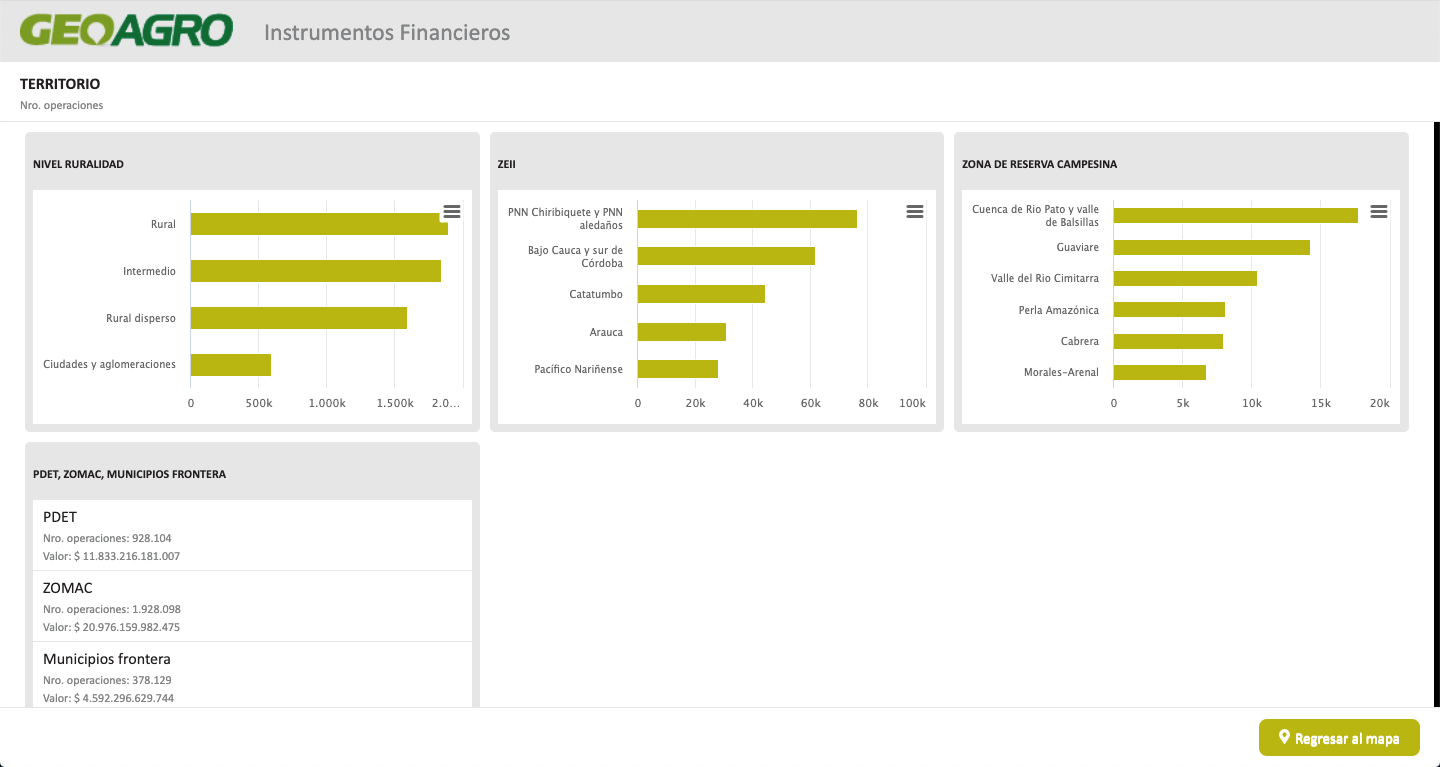 GEOAGRO
Instrumentos Financieros
TERRITORIO
Nro. operaciones
NIVEL RURALIDAD
Rural
Intermedio
Rural disperso
Ciudades y aglomeraciones
0 500k 1.000k 1.500k 2.0…
ZEII
PNN Chiribiquete y PNN
aledaños
Bajo Cauca y sur de
Córdoba
Catatumbo
Arauca
Pacífico Nariñense
0 20k 40k 60k 80k 100k
ZONA DE RESERVA CAMPESINA
Cuenca de Rio Pato y valle
de Balsillas
Guaviare
Valle del Rio Cimitarra
Perla Amazónica
Cabrera
Morales-Arenal
0 5k 10k 15k 20k
PDET, ZOMAC, MUNICIPIOS FRONTERA
PDET
Nro. operaciones: 928.104
Valor: $ 11.833.216.181.007
ZOMAC
Nro. operaciones: 1.928.098
Valor: $ 20.976.159.982.475
Municipios frontera
Nro. operaciones: 378.129
Valor: $ 4.592.296.629.744
Regresar al mapa